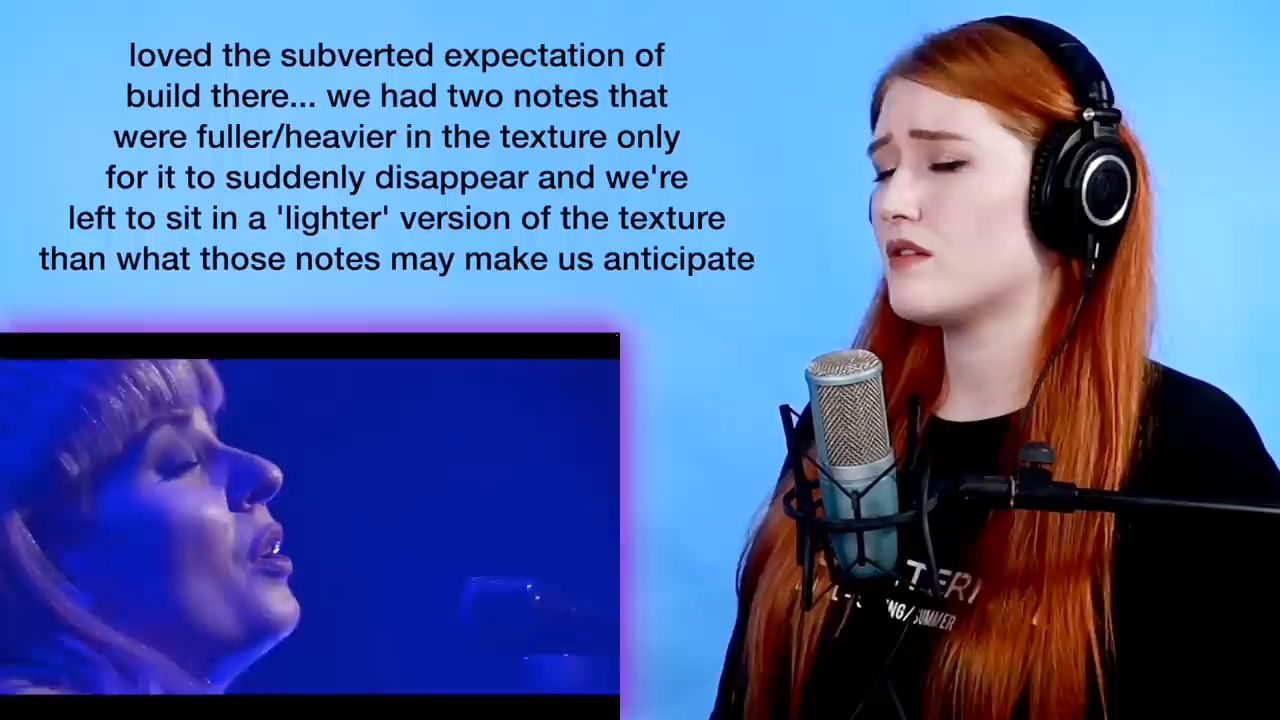 loved the subverted expectation of
build there... we had two notes that
were fuller/heavier in the texture only
for it to suddenly disappear and we're
left to sit in a 'lighter' version of the texture
than what those notes may make us anticipate